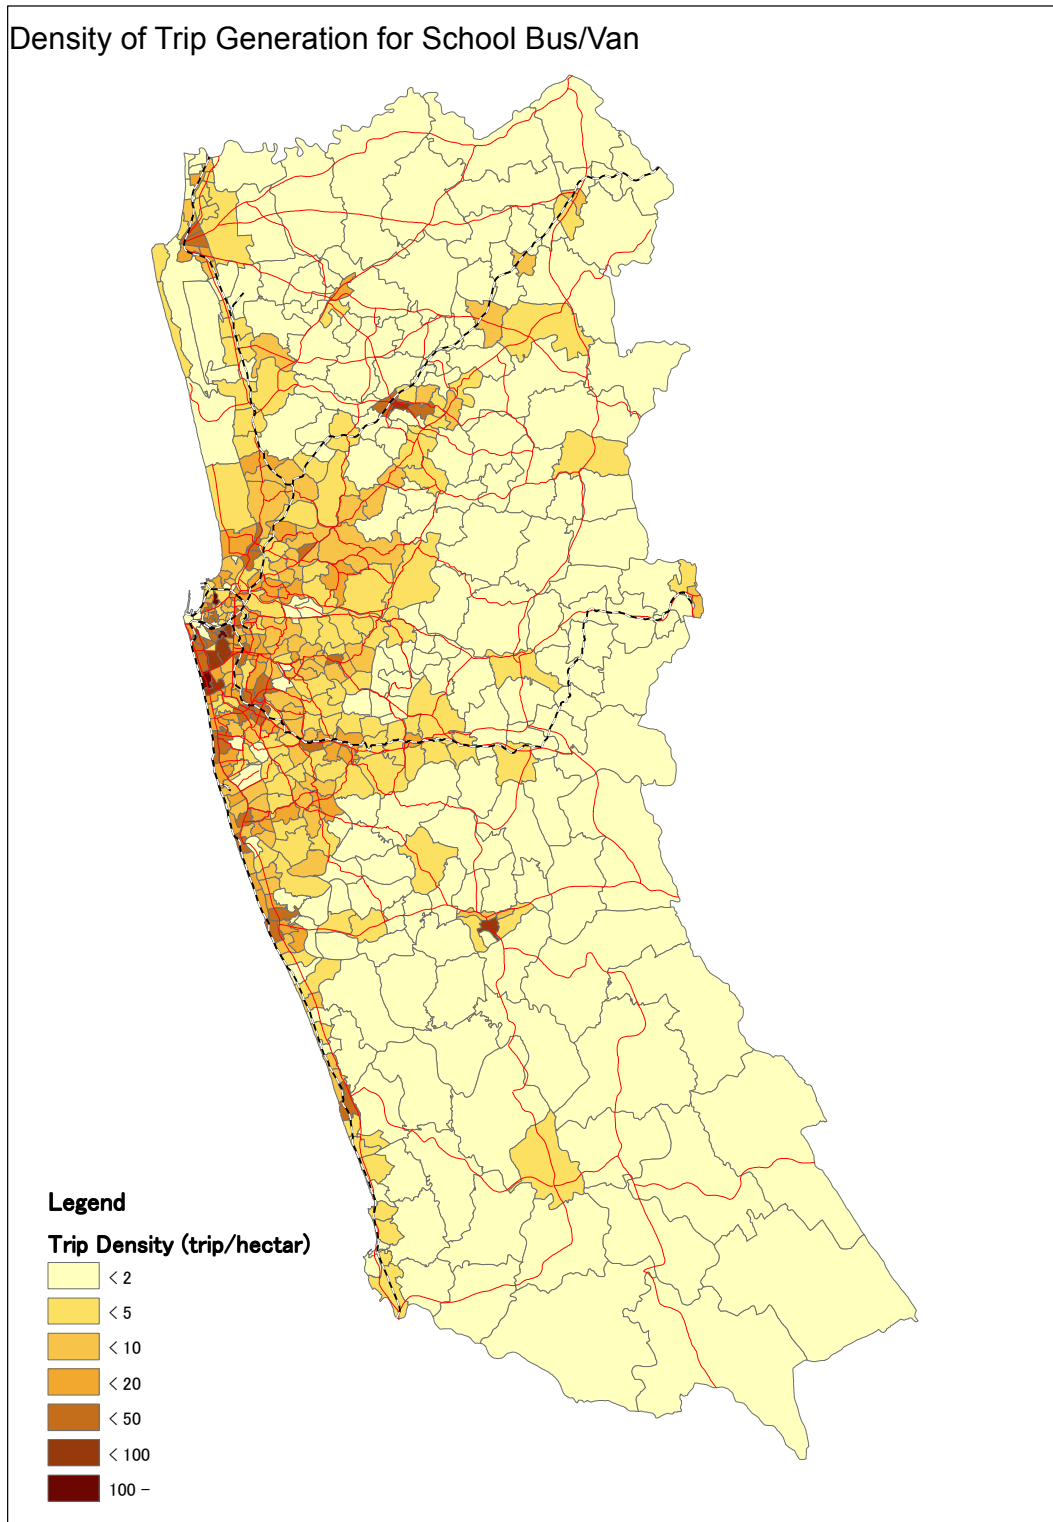 Density of Trip Generation for School Bus/Van
Legend
Trip Density (trip/hectar)
< 2
< 5
< 10
< 20
< 50
< 100
100 -